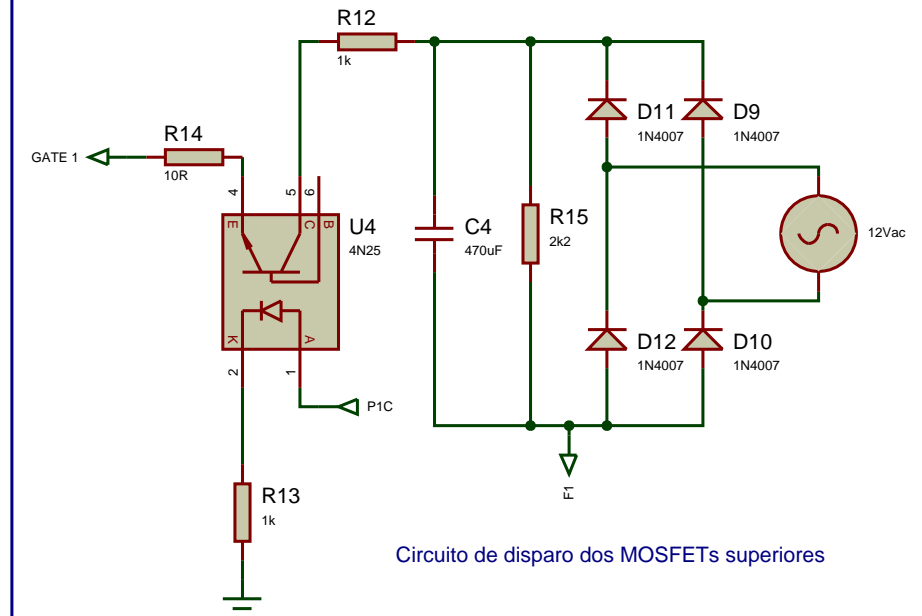 R12
1k
R14
10R
GATE 1
4
5
6
E
C
B
U4
4N25
K
A
2
1
P1C
R13
1k
C4
470uF
R15
2k2
D11
1N4007
D9
1N4007
12Vac
D12
1N4007
D10
1N4007
F1
Circuito de disparo dos MOSFETs superiores